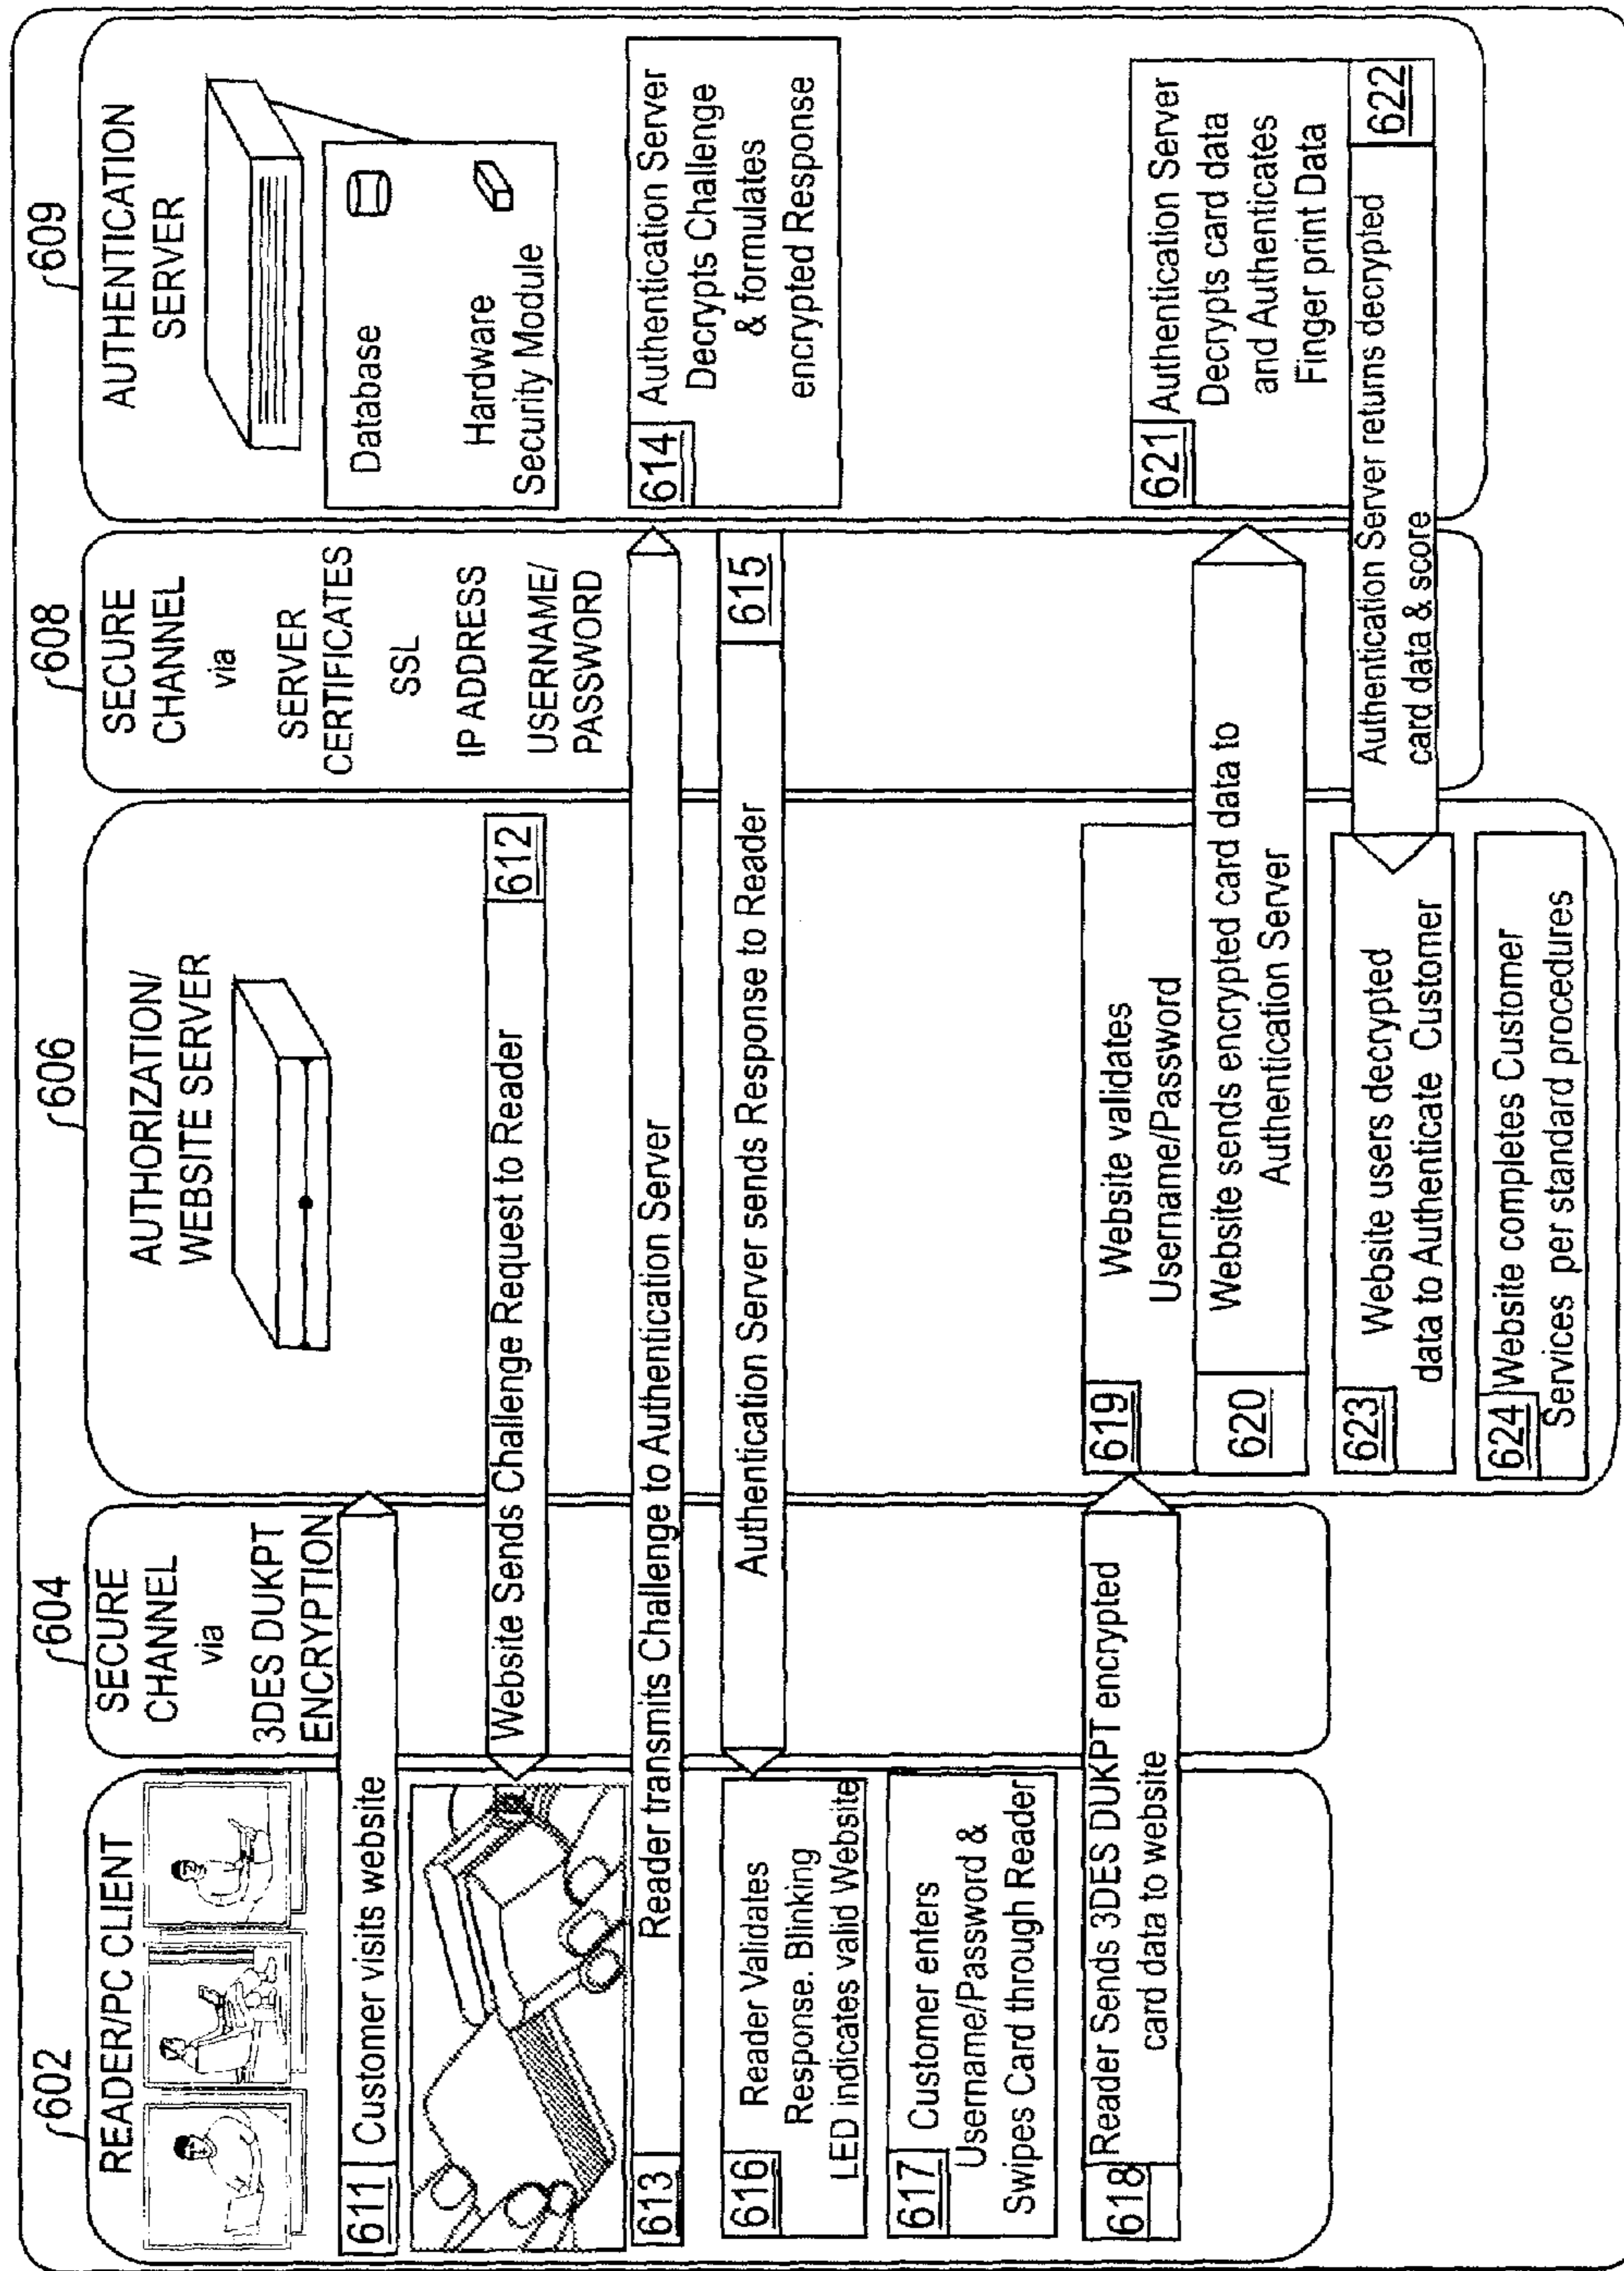 602
READER/PC CLIENT
611 Customer visits website
613 Reader transmits Challenge to Authentication Server
616 Reader Validates
Response. Blinking
LED indicates valid Website
617 Customer enters
Username/Password &
Swipes Card through Reader
618 Reader Sends 3DES DUKPT encrypted
card data to website
604
SECURE
CHANNEL
via
3DES DUKPT
ENCRYPTION
606
AUTHORIZATION/
WEBSITE SERVER
Website Sends Challenge Request to Reader 612
Authentication Server sends Response to Reader 615
619 Website validates
Username/Password
620 Website sends encrypted card data to
Authentication Server
623 Website users decrypted
data to Authenticate Customer
624 Website completes Customer
Services per standard procedures
608
SECURE
CHANNEL
via
SERVER
CERTIFICATES
SSL
IP ADDRESS
USERNAME/
PASSWORD
609
AUTHENTICATION
SERVER
Database
Hardware
Security Module
614 Authentication Server
Decrypts Challenge
& formulates
encrypted Response
621 Authentication Server
Decrypts card data
and Authenticates
Finger print Data
Authentication Server returns decrypted 622
card data & score